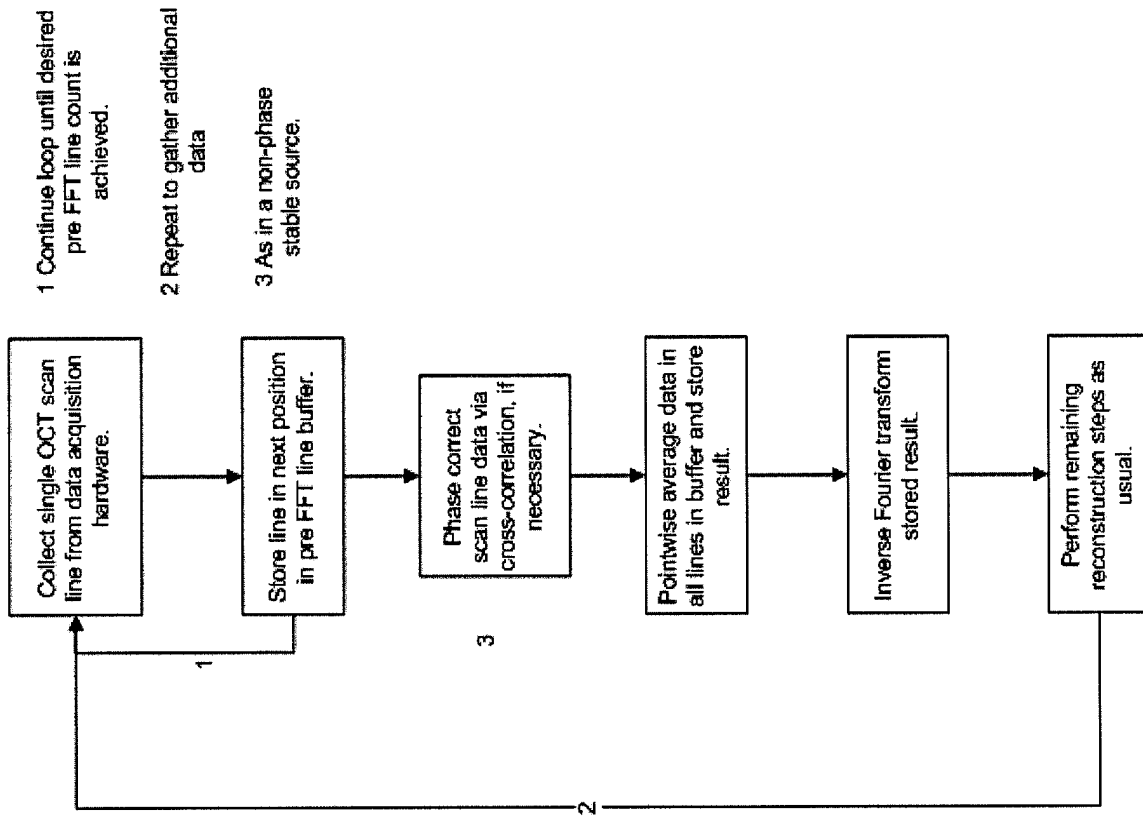 Collect single OCT scan
line from data acquisition
hardware.
Store line in next position
in pre FFT line buffer.
Phase correct
scan line data via
cross-correlation, if
necessary.
Pointwise average data in
all lines in buffer and store
result.
Inverse Fourier transform
stored result.
Perform remaining
reconstruction steps as
usual.
1
2
3
1 Continue loop until desired
pre FFT line count is
achieved.
2 Repeat to gather additional
data
3 As in a non-phase
stable source.